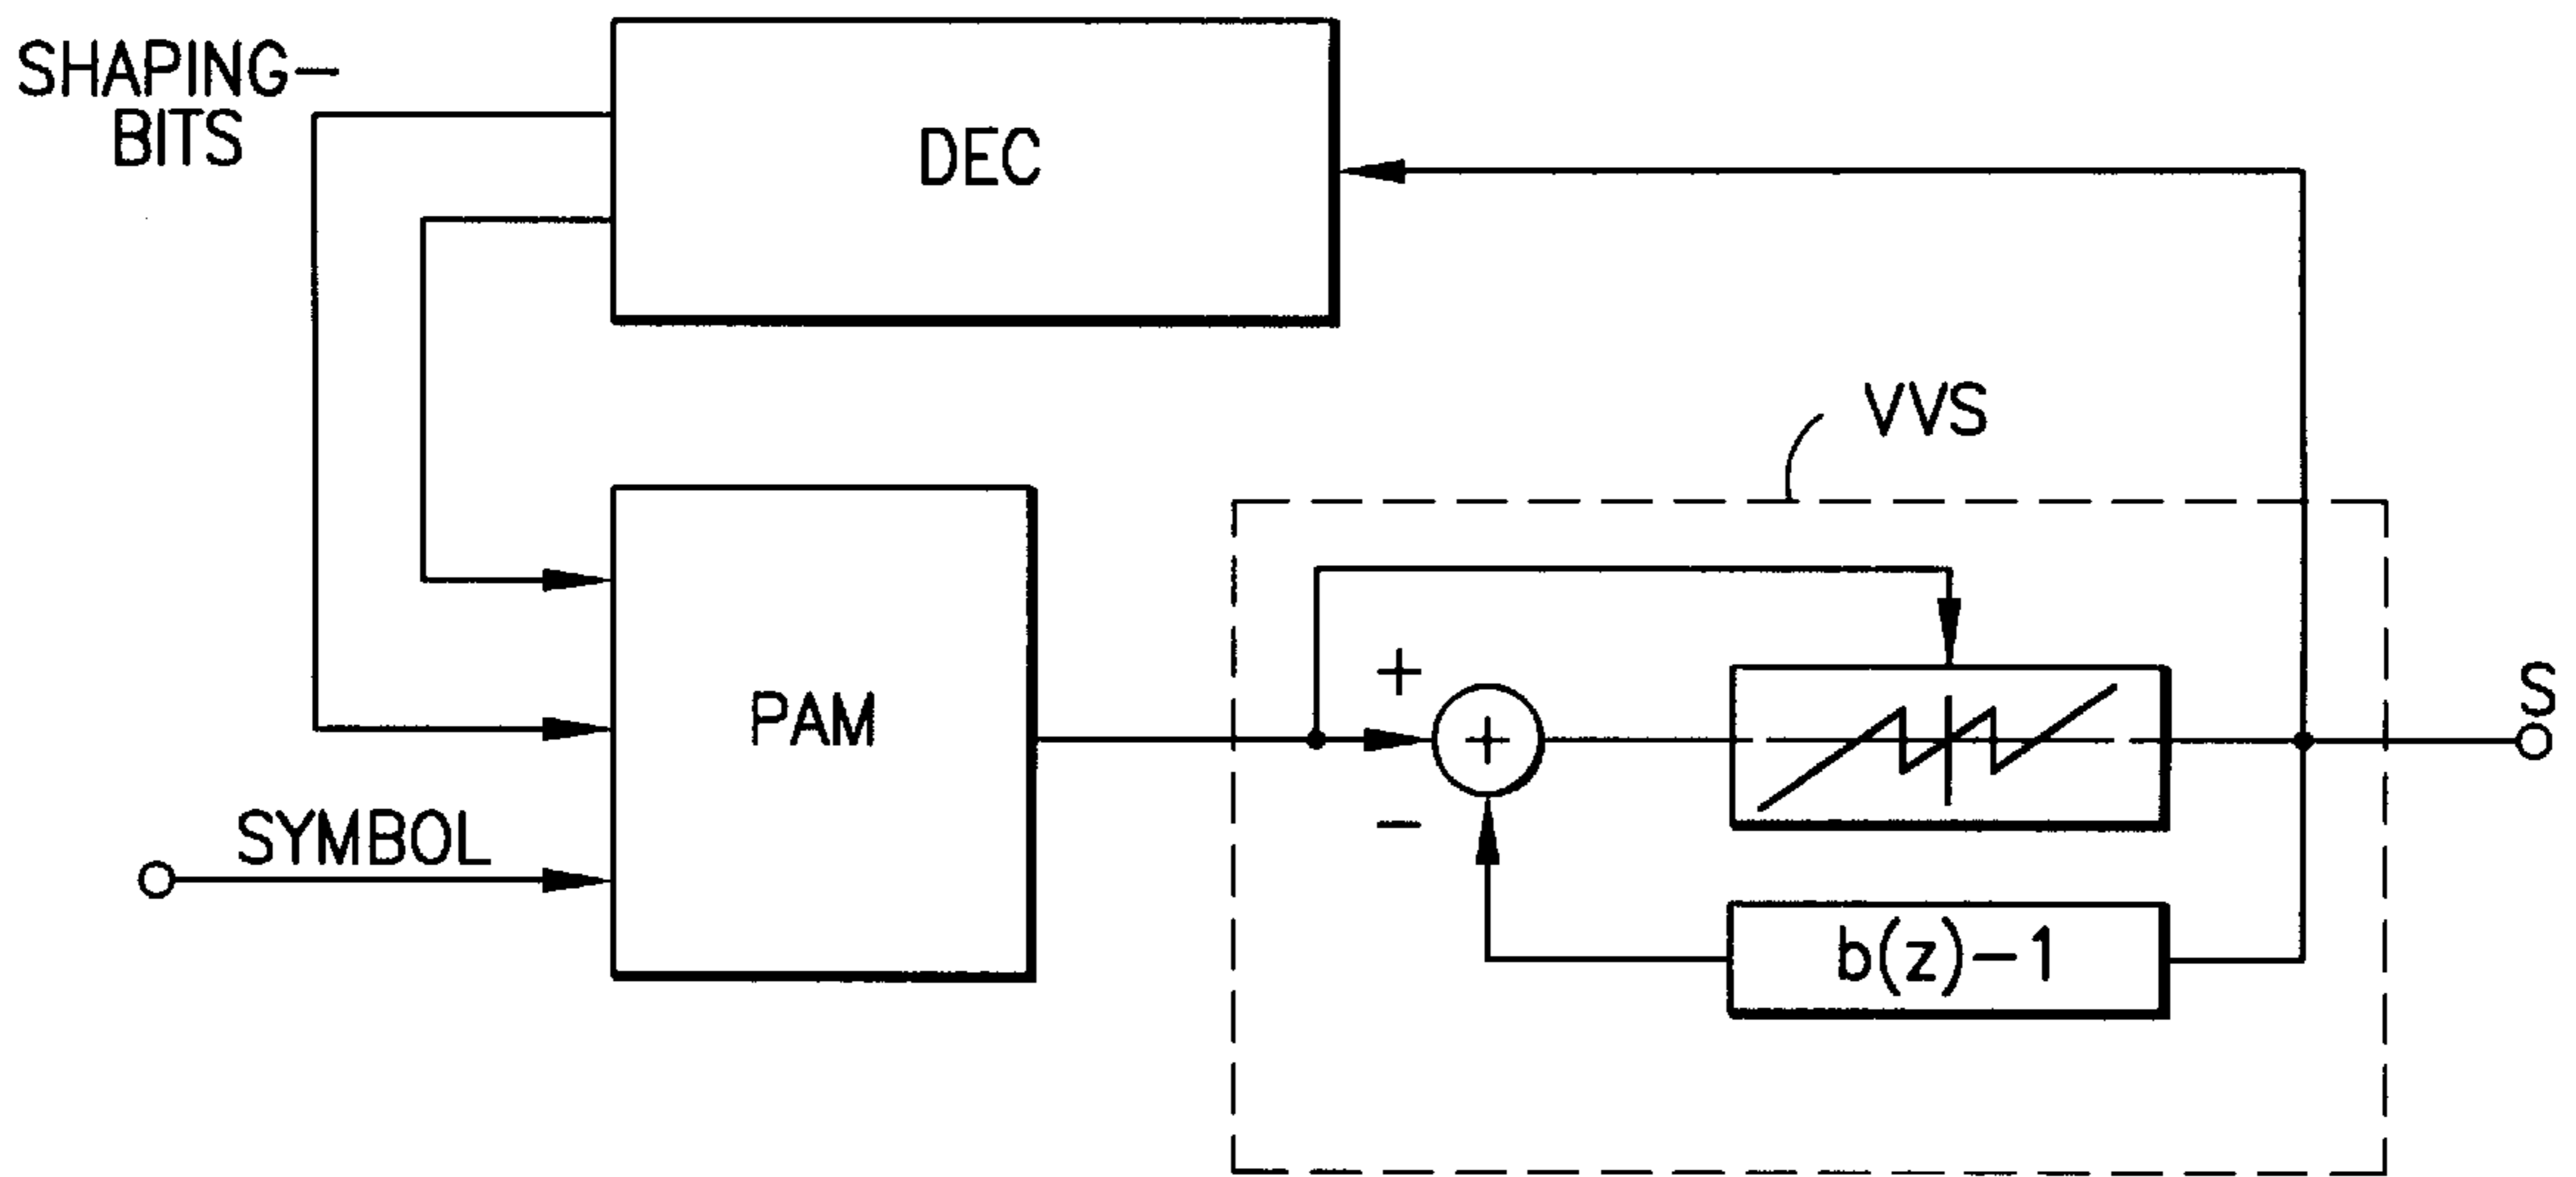 SHAPING-
BITS
DEC
VVS
PAM
+
+
-
S
SYMBOL
b(z)-1